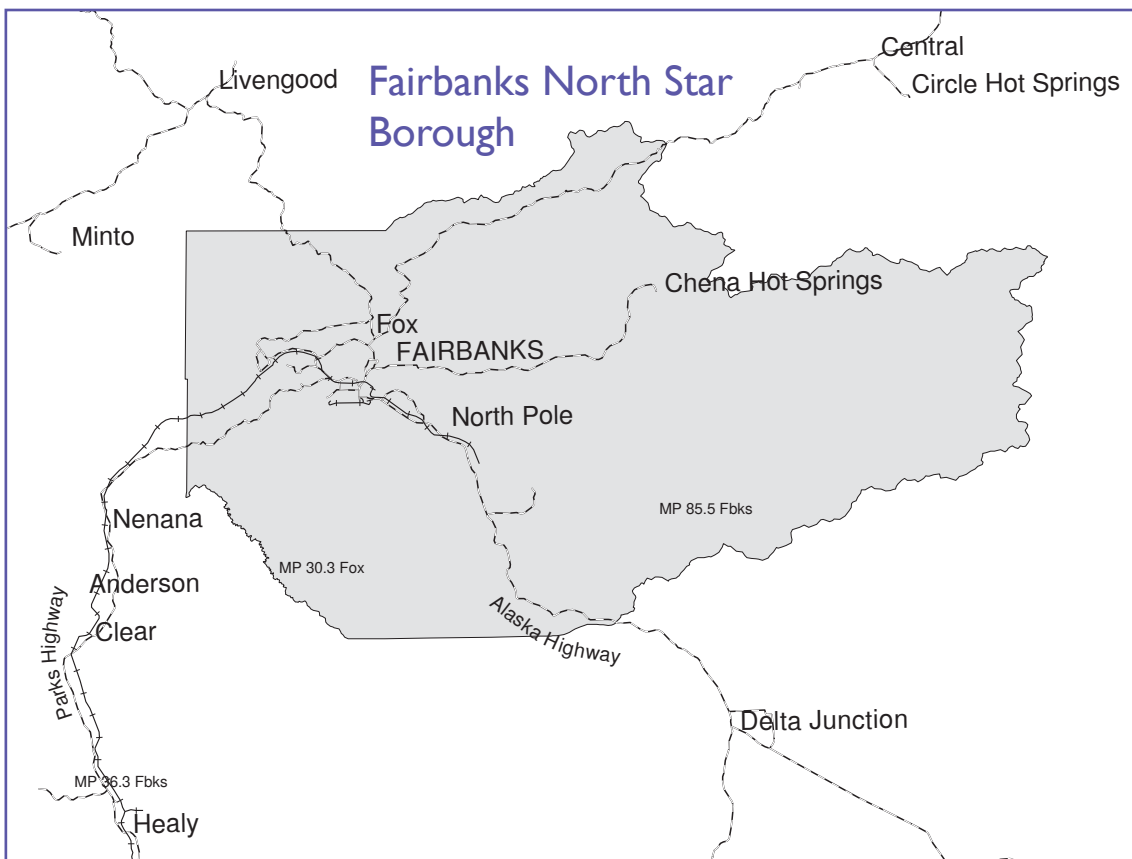 Central
Livengood
Fairbanks North Star
Borough
Circle Hot Springs
Minto
Chena Hot Springs
Fox
FAIRBANKS
North Pole
MP 85.5 Fbks
Nenana
MP 30.3 Fox
Anderson
Alaska Highway
Clear
Parks Highway
Delta Junction
MP 36.3 Fbks
Healy